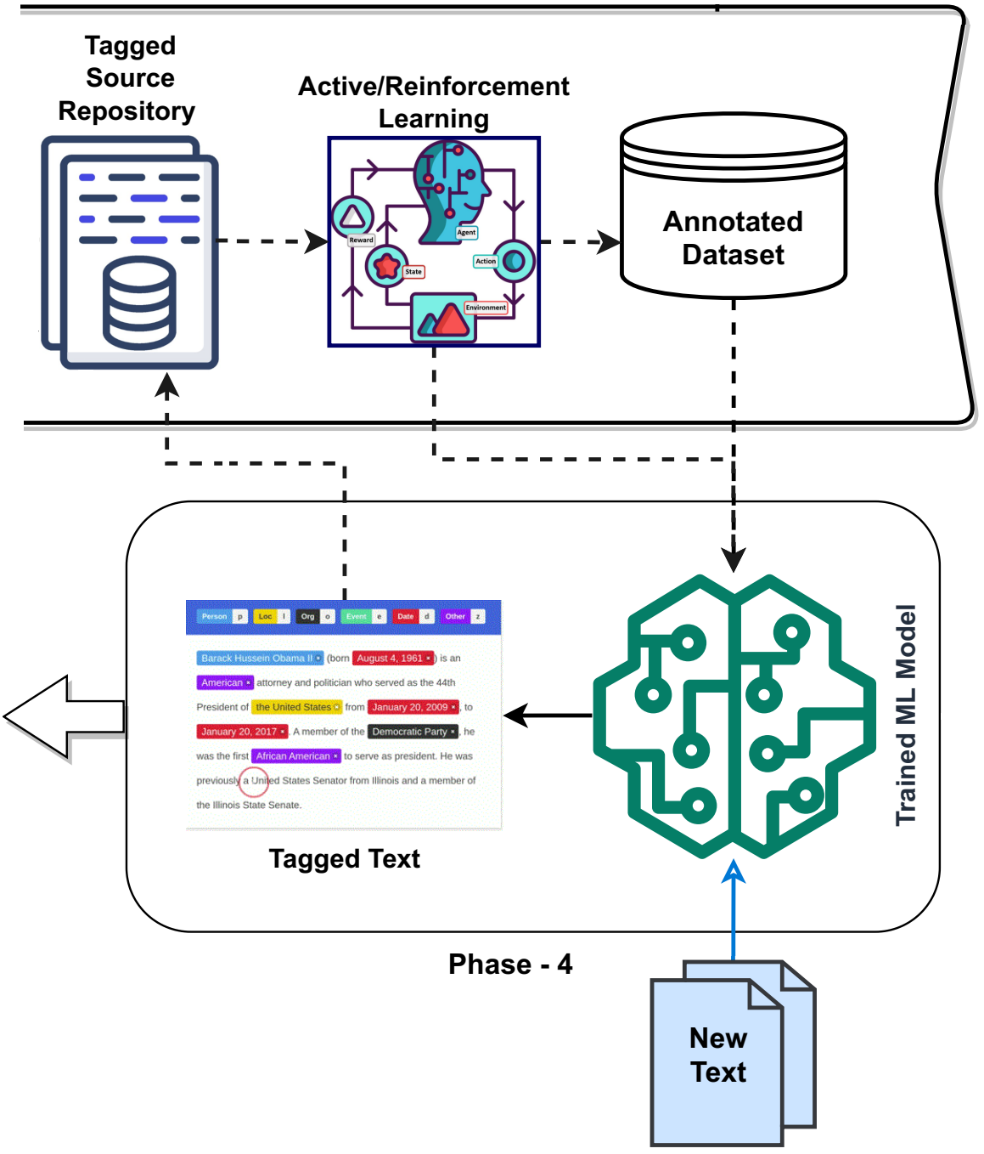 Tagged
Source
Repository
Active/Reinforcement
Learning
Reward
Agent
State
Action
Environment
Annotated
Dataset
Person p Loc l Org o Event e Date d Other z
Barack Hussein Obama II (born August 4, 1961) is an
American attorney and politician who served as the 44th
President of the United States from January 20, 2009, to
January 20, 2017. A member of the Democratic Party, he
was the first African American to serve as president. He was
previously a United States Senator from Illinois and a member of
the Illinois State Senate.
Tagged Text
Trained ML Model
Phase - 4
New
Text